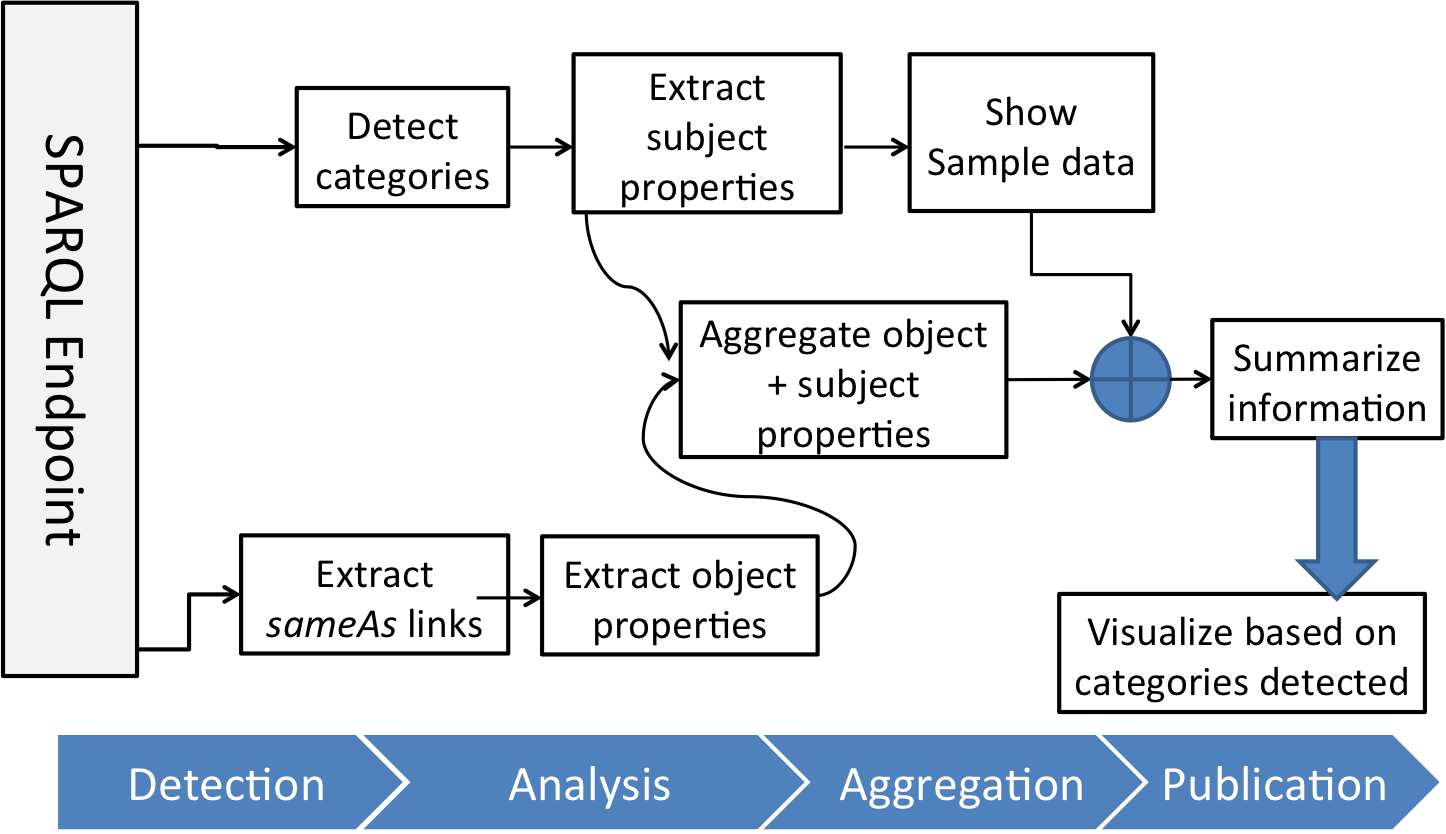 SPARQL Endpoint
Detect
categories
Extract
subject
properties
Show
Sample data
Aggregate object
+ subject
properties
Summarize
information
Extract
sameAs links
Extract object
properties
Visualize based on
categories detected
Detection
Analysis
Aggregation
Publication